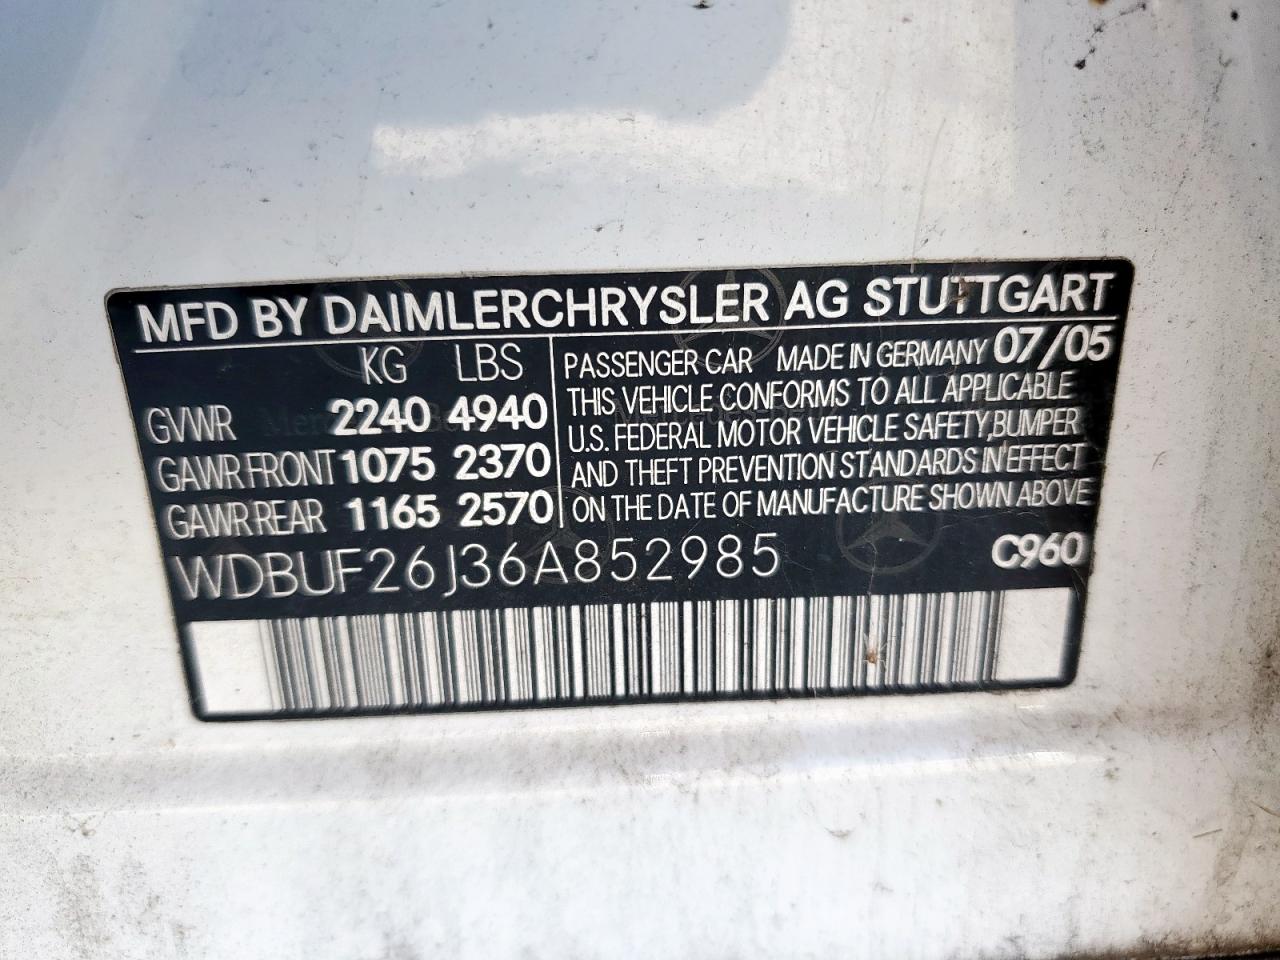 MFD BY DAIMLERCHRYSLER AG STUTTGART
KG LBS
GVWR 2240 4940
GAWR FRONT 1075 2370
GAWR REAR 1165 2570
PASSENGER CAR MADE IN GERMANY 07/05
THIS VEHICLE CONFORMS TO ALL APPLICABLE
U.S. FEDERAL MOTOR VEHICLE SAFETY, BUMPER
AND THEFT PREVENTION STANDARDS IN EFFECT
ON THE DATE OF MANUFACTURE SHOWN ABOVE
WDBUF26J36A852985 C960